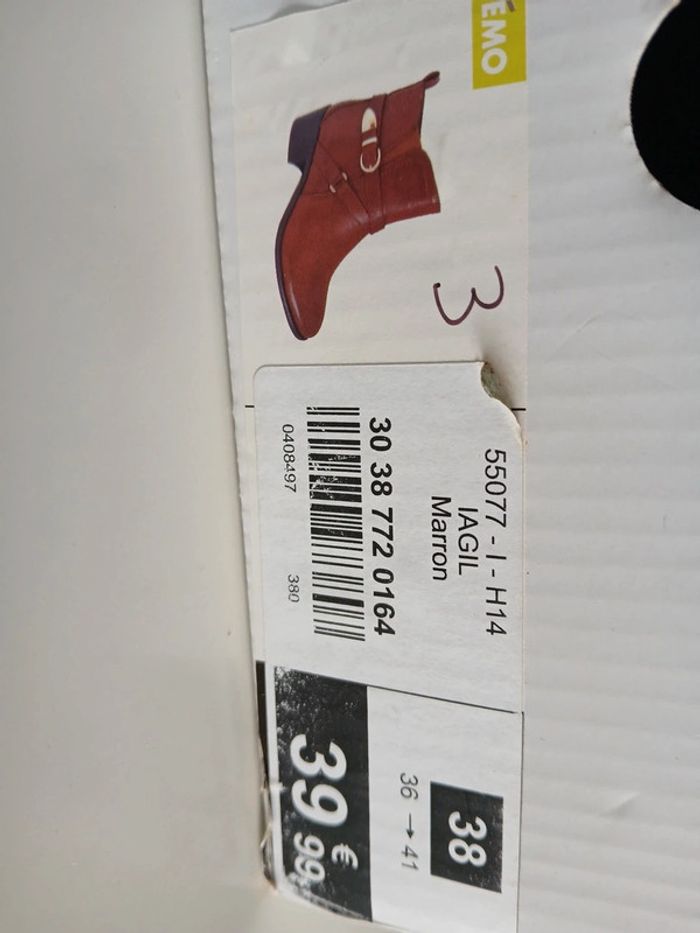 ÉMO
3
55077 - I - H14
IAGIL
Marron
30 38 772 0164
0408497 380
38
36 → 41
39 € 99